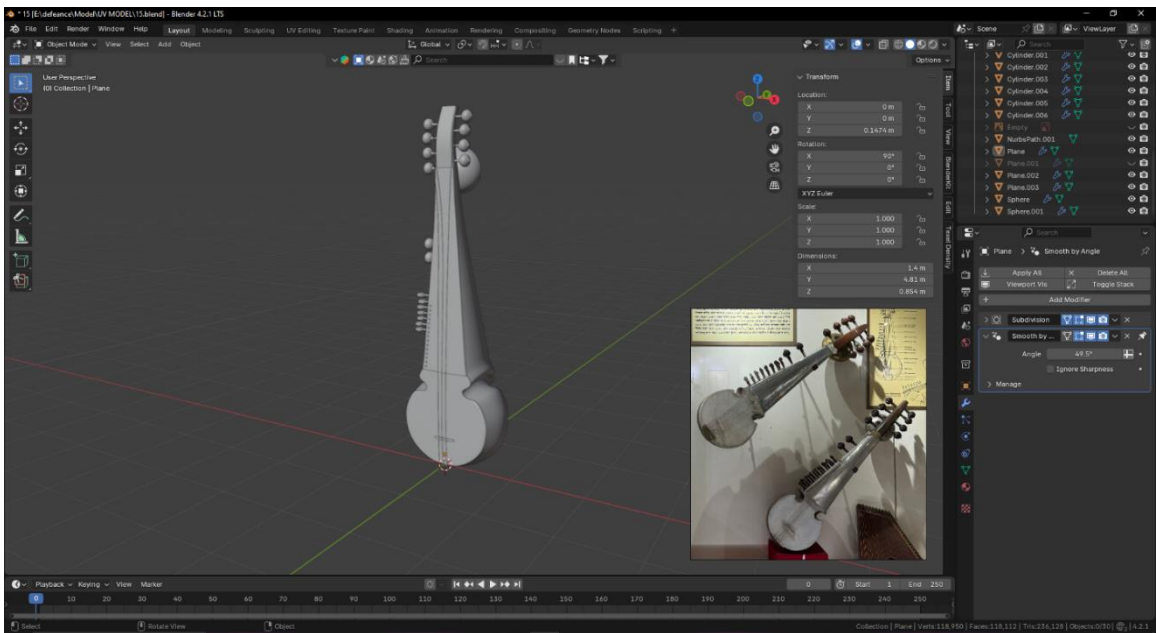 * 15 [E:\defeance\Model\UV MODEL\15.blend] - Blender 4.2.1 LTS
File Edit Render Window Help Layout Modeling Sculpting UV Editing Texture Paint Shading Animation Rendering Compositing Geometry Nodes Scripting + Scene ViewLayer
Object Mode View Select Add Object Global Search
Search Options
User Perspective
(0) Collection | Plane
Transform
Location:
X 0 m
Y 0 m
Z 0.1474 m
Rotation:
X 90°
Y 0°
Z 0°
XYZ Euler
Scale:
X 1.000
Y 1.000
Z 1.000
Dimensions:
X 1.4 m
Y 4.81 m
Z 0.854 m
Item
Tool
View
BlenderKit
Edit
Texel Density
Cylinder.001
Cylinder.002
Cylinder.003
Cylinder.004
Cylinder.005
Cylinder.006
Empty
NurbsPath.001
Plane
Plane.001
Plane.002
Plane.003
Sphere
Sphere.001
Search
Plane > Smooth by Angle
Apply All Delete All
Viewport Vis Toggle Stack
Add Modifier
Subdivision
Smooth by ...
Angle 49.5°
Ignore Sharpness
Manage
Playback Keying View Marker 0 Start 1 End 250
0 10 20 30 40 50 60 70 80 90 100 110 120 130 140 150 160 170 180 190 200 210 220 230 240 250
Select Rotate View Object Collection | Plane | Verts:118,950 | Faces:118,112 | Tris:236,128 | Objects:0/30 | 4.2.1